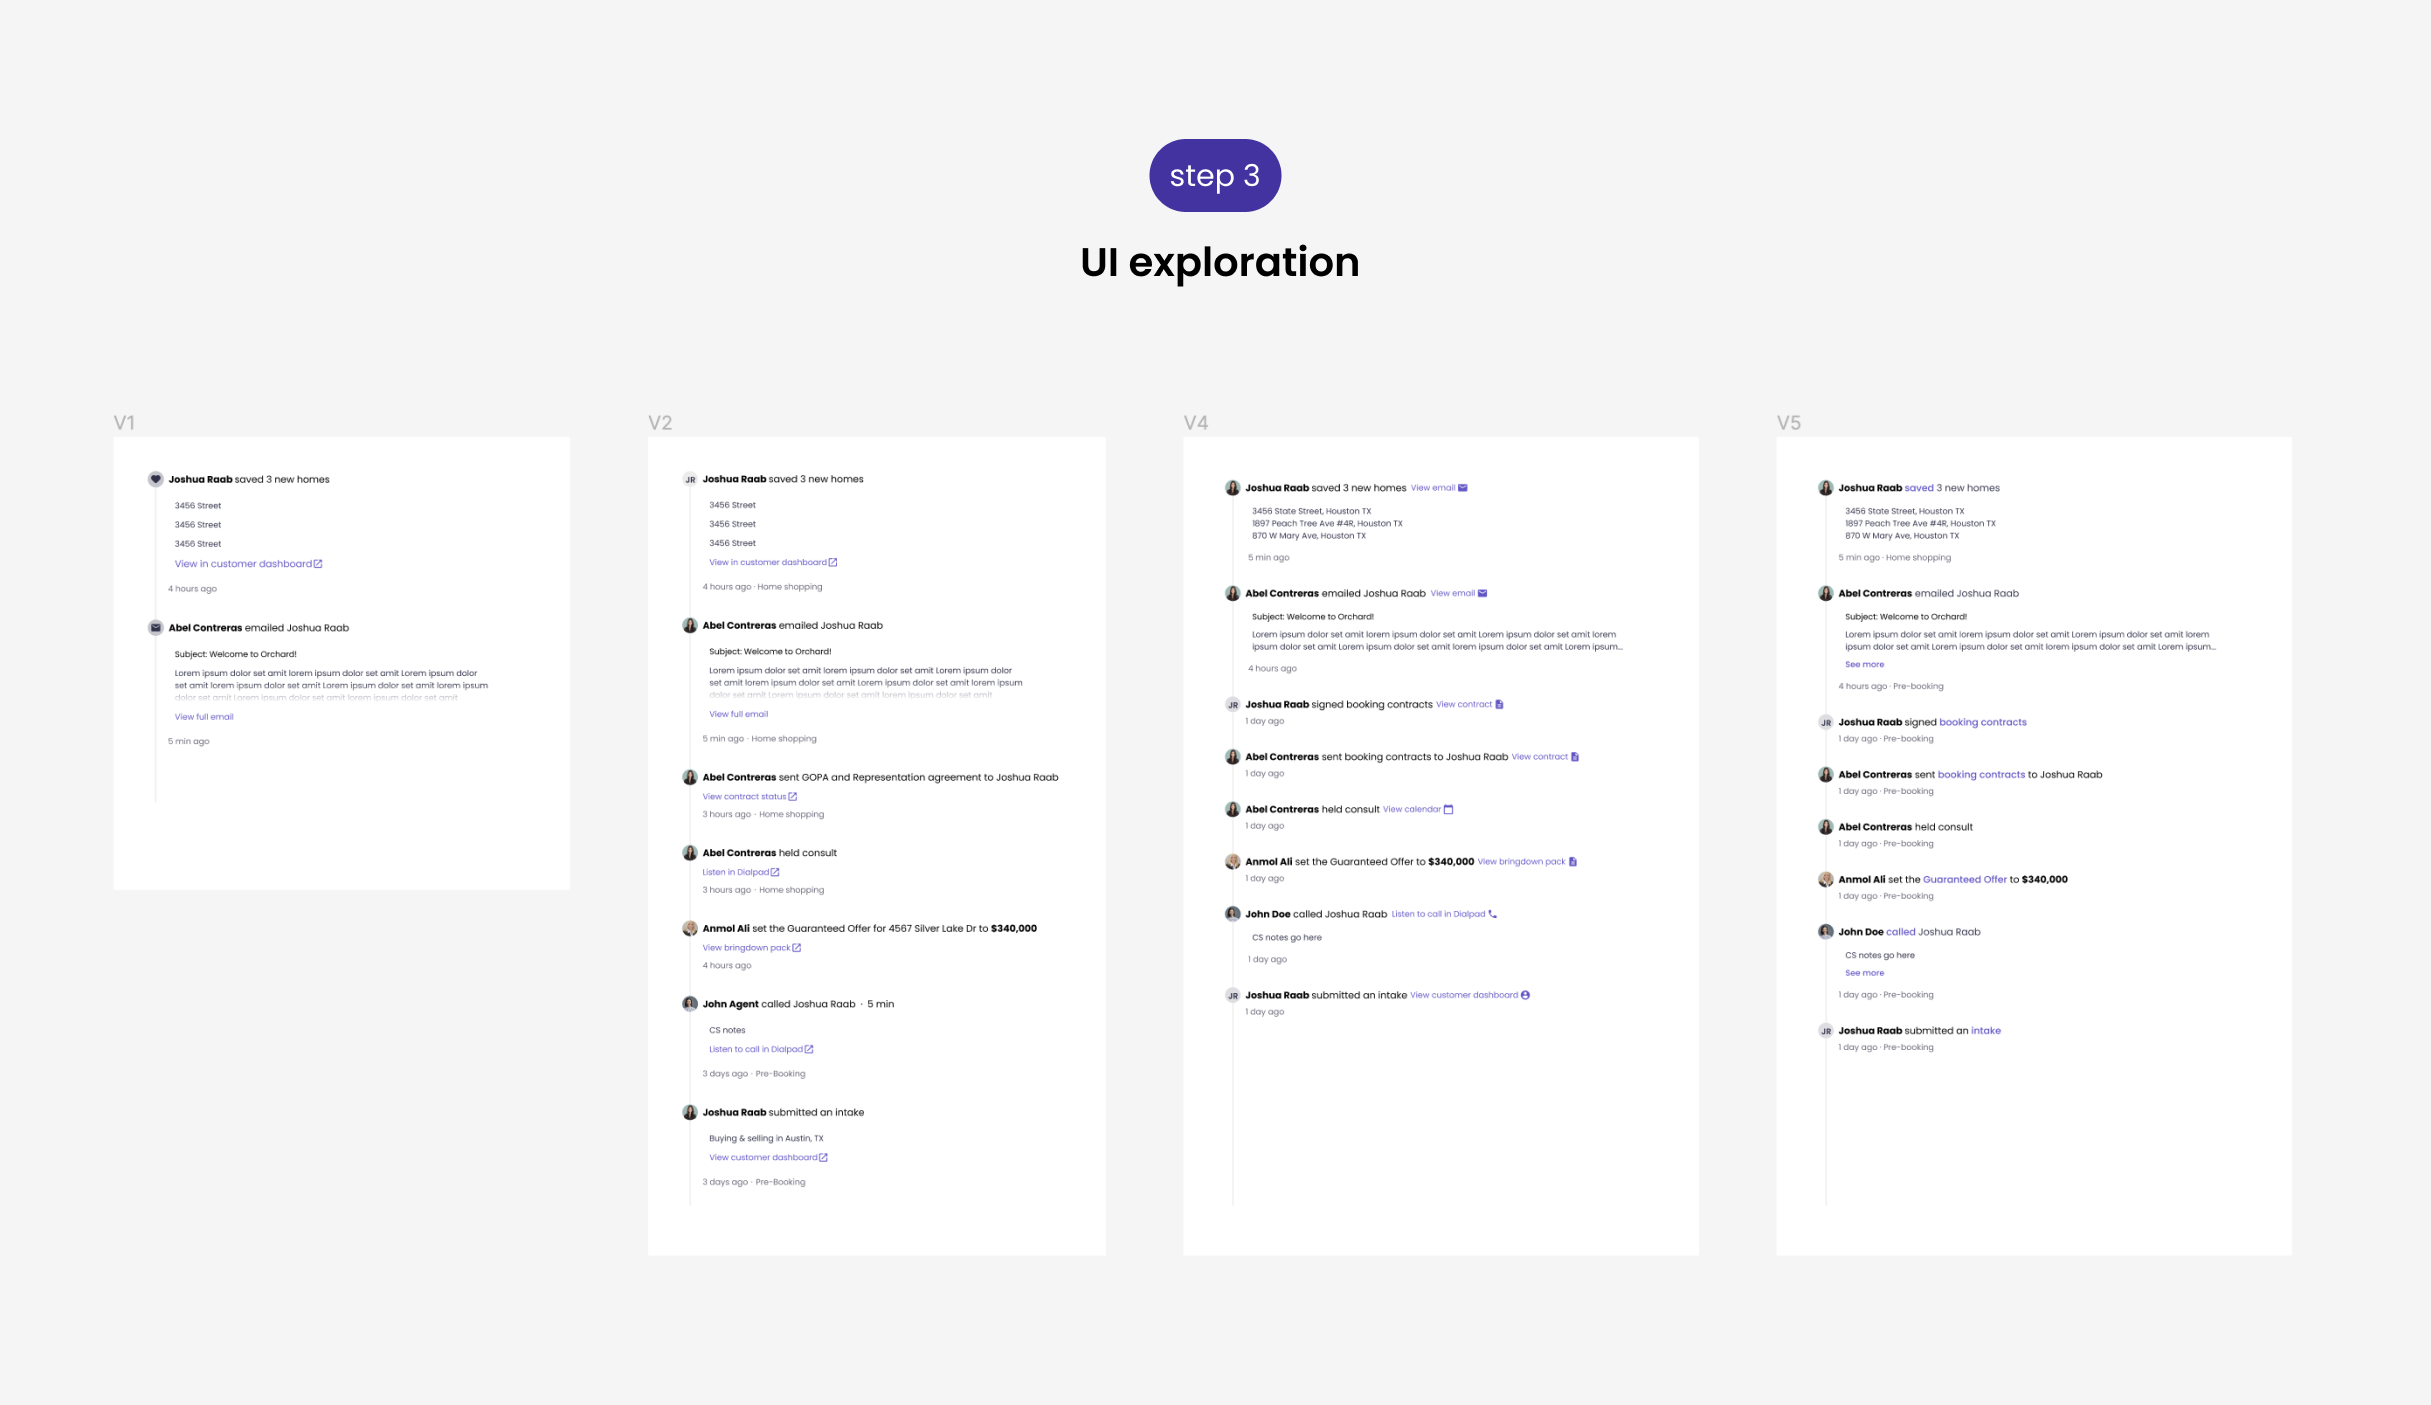 step 3
UI exploration
V1
Joshua Raab saved 3 new homes
3456 Street
3456 Street
3456 Street
View in customer dashboard
4 hours ago
Abel Contreras emailed Joshua Raab
Subject: Welcome to Orchard!
Lorem ipsum dolor set amit lorem ipsum dolor set amit Lorem ipsum dolor
set amit lorem ipsum dolor set amit Lorem ipsum dolor set amit lorem ipsum
dolor set amit Lorem ipsum dolor set amit lorem ipsum dolor set amit
View full email
5 min ago
V2
JR Joshua Raab saved 3 new homes
3456 Street
3456 Street
3456 Street
View in customer dashboard
4 hours ago · Home shopping
Abel Contreras emailed Joshua Raab
Subject: Welcome to Orchard!
Lorem ipsum dolor set amit lorem ipsum dolor set amit Lorem ipsum dolor
set amit lorem ipsum dolor set amit Lorem ipsum dolor set amit lorem ipsum
dolor set amit Lorem ipsum dolor set amit lorem ipsum dolor set amit
View full email
5 min ago · Home shopping
Abel Contreras sent GOPA and Representation agreement to Joshua Raab
View contract status
3 hours ago · Home shopping
Abel Contreras held consult
Listen in Dialpad
3 hours ago · Home shopping
Anmol Ali set the Guaranteed Offer for 4567 Silver Lake Dr to $340,000
View bringdown pack
4 hours ago
John Agent called Joshua Raab · 5 min
CS notes
Listen to call in Dialpad
3 days ago · Pre-Booking
Joshua Raab submitted an intake
Buying & selling in Austin, TX
View customer dashboard
3 days ago · Pre-Booking
V4
Joshua Raab saved 3 new homes View email
3456 State Street, Houston TX
1897 Peach Tree Ave #4R, Houston TX
870 W Mary Ave, Houston TX
5 min ago
Abel Contreras emailed Joshua Raab View email
Subject: Welcome to Orchard!
Lorem ipsum dolor set amit lorem ipsum dolor set amit Lorem ipsum dolor set amit lorem
ipsum dolor set amit Lorem ipsum dolor set amit lorem ipsum dolor set amit Lorem ipsum...
4 hours ago
JR Joshua Raab signed booking contracts View contract
1 day ago
Abel Contreras sent booking contracts to Joshua Raab View contract
1 day ago
Abel Contreras held consult View calendar
1 day ago
Anmol Ali set the Guaranteed Offer to $340,000 View bringdown pack
1 day ago
John Doe called Joshua Raab Listen to call in Dialpad
CS notes go here
1 day ago
JR Joshua Raab submitted an intake View customer dashboard
1 day ago
V5
Joshua Raab saved 3 new homes
3456 State Street, Houston TX
1897 Peach Tree Ave #4R, Houston TX
870 W Mary Ave, Houston TX
5 min ago · Home shopping
Abel Contreras emailed Joshua Raab
Subject: Welcome to Orchard!
Lorem ipsum dolor set amit lorem ipsum dolor set amit Lorem ipsum dolor set amit lorem
ipsum dolor set amit Lorem ipsum dolor set amit lorem ipsum dolor set amit Lorem ipsum...
See more
4 hours ago · Pre-booking
JR Joshua Raab signed booking contracts
1 day ago · Pre-booking
Abel Contreras sent booking contracts to Joshua Raab
1 day ago · Pre-booking
Abel Contreras held consult
1 day ago · Pre-booking
Anmol Ali set the Guaranteed Offer to $340,000
1 day ago · Pre-booking
John Doe called Joshua Raab
CS notes go here
See more
1 day ago · Pre-booking
JR Joshua Raab submitted an intake
1 day ago · Pre-booking